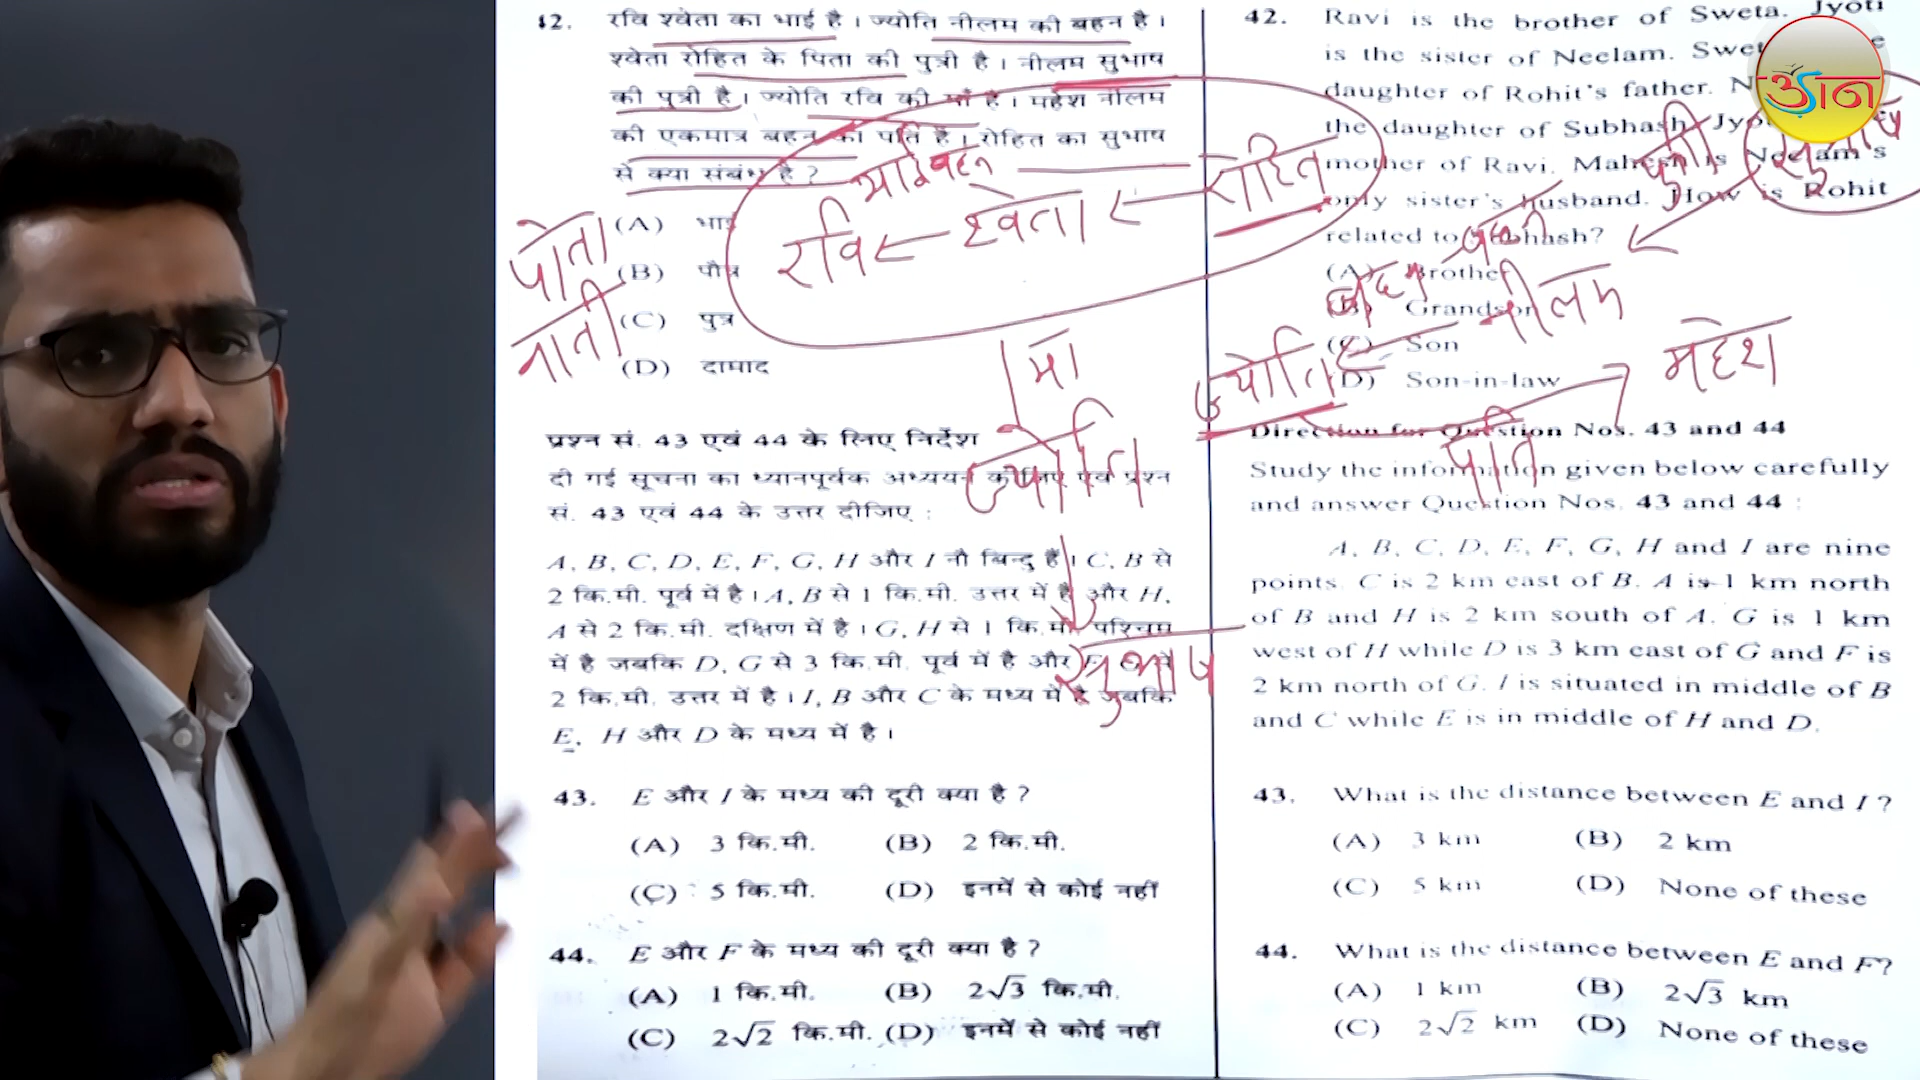 42. रवि श्वेता का भाई है। ज्योति नीलम की बहन है।
श्वेता रोहित के पिता की पुत्री है। नीलम सुभाष
की पुत्री है। ज्योति रवि की माँ है। महेश नीलम
की एकमात्र बहन का पति है। रोहित का सुभाष
से क्या संबंध है ?
(A) भाई
(B) पौत्र
(C) पुत्र
(D) दामाद
पोता
नाती
भाई बहन
रवि ← श्वेता ← रोहित
माँ
ज्योति
सुभाष
प्रश्न सं. 43 एवं 44 के लिए निर्देश
दी गई सूचना का ध्यानपूर्वक अध्ययन कीजिए एवं प्रश्न
सं. 43 एवं 44 के उत्तर दीजिए :
A, B, C, D, E, F, G, H और I नौ बिन्दु हैं। C, B से
2 कि.मी. पूर्व में है। A, B से 1 कि.मी. उत्तर में है और H,
A से 2 कि.मी. दक्षिण में है। G, H से 1 कि.मी. पश्चिम
में है जबकि D, G से 3 कि.मी. पूर्व में है और F, G से
2 कि.मी. उत्तर में है। I, B और C के मध्य में है जबकि
E, H और D के मध्य में है।
43. E और I के मध्य की दूरी क्या है ?
(A) 3 कि.मी. (B) 2 कि.मी.
(C) 5 कि.मी. (D) इनमें से कोई नहीं
44. E और F के मध्य की दूरी क्या है ?
(A) 1 कि.मी. (B) 2√3 कि.मी.
(C) 2√2 कि.मी. (D) इनमें से कोई नहीं
42. Ravi is the brother of Sweta. Jyoti
is the sister of Neelam.
daughter of Rohit's father.
the daughter of Subhash.
mother of Ravi. Mahesh is Neelam's
only sister's husband. How is Rohit
related to Subhash?
(A) Brother
(B) Grandson
(C) Son
(D) Son-in-law
उड़ान
सुभाष
पुत्री
नीलम
बहन
ज्योति
महेश
पति
Direction for Question Nos. 43 and 44
Study the information given below carefully
and answer Question Nos. 43 and 44 :
A, B, C, D, E, F, G, H and I are nine
points. C is 2 km east of B. A is 1 km north
of B and H is 2 km south of A. G is 1 km
west of H while D is 3 km east of G and F is
2 km north of G. I is situated in middle of B
and C while E is in middle of H and D.
43. What is the distance between E and I ?
(A) 3 km (B) 2 km
(C) 5 km (D) None of these
44. What is the distance between E and F?
(A) 1 km (B) 2√3 km
(C) 2√2 km (D) None of these